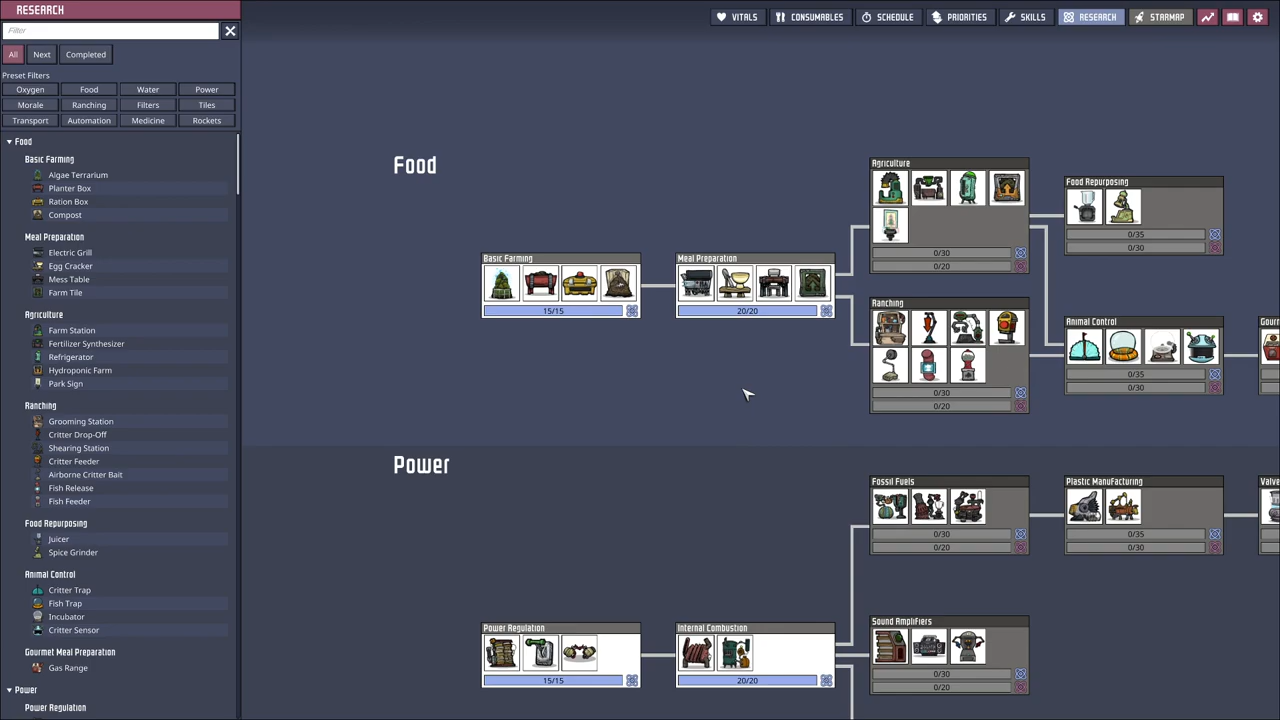 RESEARCH
VITALS
CONSUMABLES
SCHEDULE
PRIORITIES
SKILLS
RESEARCH
STARMAP
Filter
All
Next
Completed
Preset Filters
Oxygen
Food
Water
Power
Morale
Ranching
Filters
Tiles
Transport
Automation
Medicine
Rockets
Food
Basic Farming
Algae Terrarium
Planter Box
Ration Box
Compost
Meal Preparation
Electric Grill
Egg Cracker
Mess Table
Farm Tile
Agriculture
Farm Station
Fertilizer Synthesizer
Refrigerator
Hydroponic Farm
Park Sign
Ranching
Grooming Station
Critter Drop-Off
Shearing Station
Critter Feeder
Airborne Critter Bait
Fish Release
Fish Feeder
Food Repurposing
Juicer
Spice Grinder
Animal Control
Critter Trap
Fish Trap
Incubator
Critter Sensor
Gourmet Meal Preparation
Gas Range
Power
Power Regulation
Food
Basic Farming
15/15
Meal Preparation
20/20
Agriculture
0/30
0/20
Food Repurposing
0/35
0/30
Ranching
0/30
0/20
Animal Control
0/35
0/30
Power
Power Regulation
15/15
Internal Combustion
20/20
Fossil Fuels
0/30
0/20
Plastic Manufacturing
0/35
0/30
Sound Amplifiers
0/30
0/20